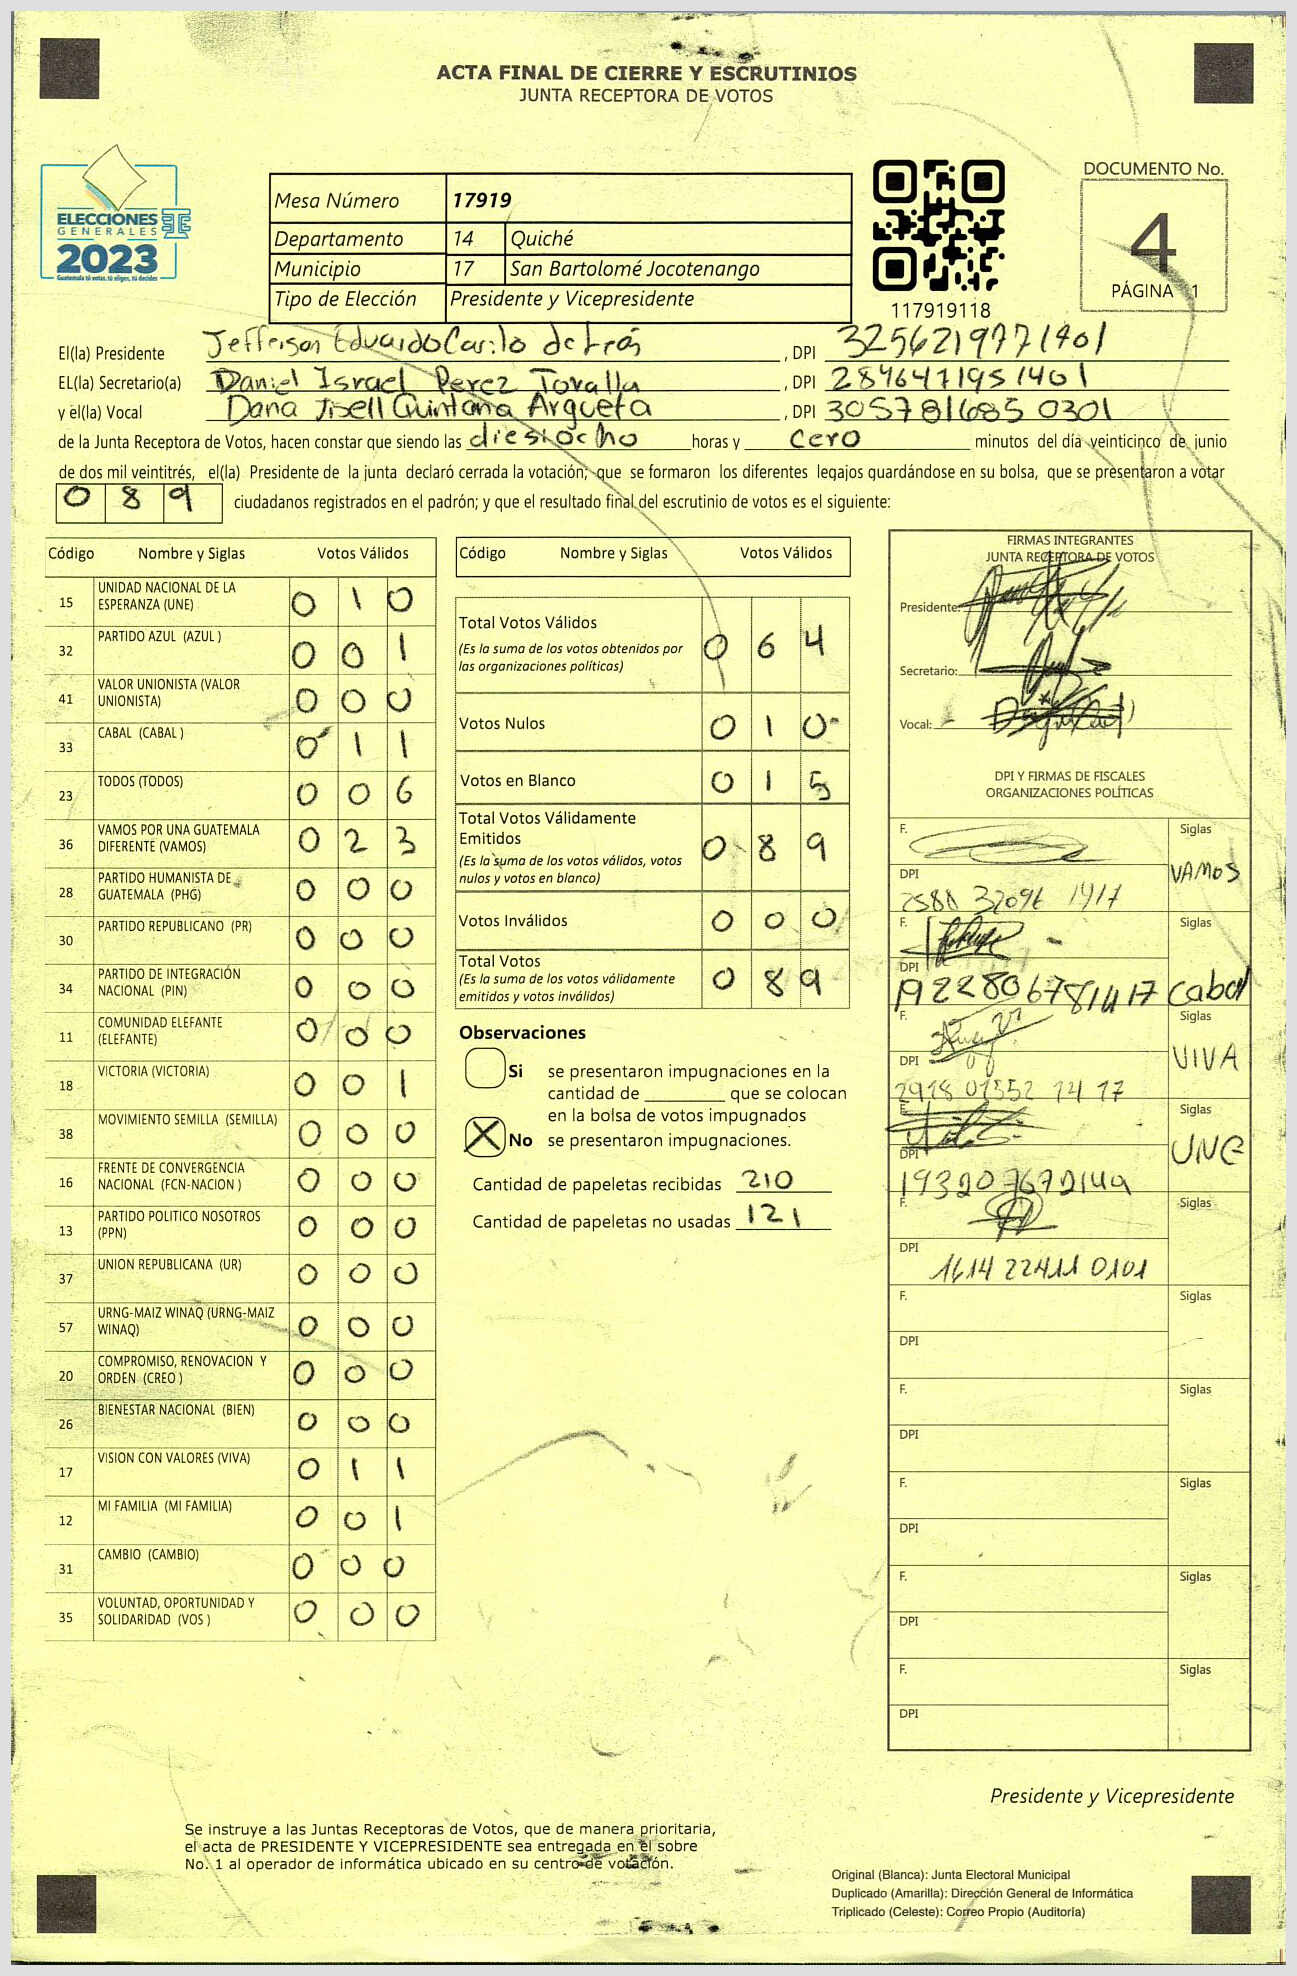 ACTA FINAL DE CIERRE Y ESCRUTINIOS
JUNTA RECEPTORA DE VOTOS
ELECCIONES
GENERALES
2023
Guatemala tú votas, tú eliges, tú decides
Mesa Número 17919
Departamento 14 Quiché
Municipio 17 San Bartolomé Jocotenango
Tipo de Elección Presidente y Vicepresidente
117919118
DOCUMENTO No.
4
PÁGINA 1
El(la) Presidente Jefferson Eduardo Carilo de León , DPI 3256219771401
EL(la) Secretario(a) Daniel Israel Perez Toralla , DPI 2846471951401
y el(la) Vocal Dana Jisell Quintana Argueta , DPI 305781685 0301
de la Junta Receptora de Votos, hacen constar que siendo las diesiocho horas y cero minutos del día veinticinco de junio
de dos mil veintitrés, el(la) Presidente de la junta declaró cerrada la votación; que se formaron los diferentes legajos guardándose en su bolsa, que se presentaron a votar
0 8 9 ciudadanos registrados en el padrón; y que el resultado final del escrutinio de votos es el siguiente:
Código Nombre y Siglas Votos Válidos
15 UNIDAD NACIONAL DE LA ESPERANZA (UNE) 0 1 0
32 PARTIDO AZUL (AZUL ) 0 0 1
41 VALOR UNIONISTA (VALOR UNIONISTA) 0 0 0
33 CABAL (CABAL ) 0 1 1
23 TODOS (TODOS) 0 0 6
36 VAMOS POR UNA GUATEMALA DIFERENTE (VAMOS) 0 2 3
28 PARTIDO HUMANISTA DE GUATEMALA (PHG) 0 0 0
30 PARTIDO REPUBLICANO (PR) 0 0 0
34 PARTIDO DE INTEGRACIÓN NACIONAL (PIN) 0 0 0
11 COMUNIDAD ELEFANTE (ELEFANTE) 0 0 0
18 VICTORIA (VICTORIA) 0 0 1
38 MOVIMIENTO SEMILLA (SEMILLA) 0 0 0
16 FRENTE DE CONVERGENCIA NACIONAL (FCN-NACION ) 0 0 0
13 PARTIDO POLITICO NOSOTROS (PPN) 0 0 0
37 UNION REPUBLICANA (UR) 0 0 0
57 URNG-MAIZ WINAQ (URNG-MAIZ WINAQ) 0 0 0
20 COMPROMISO, RENOVACION Y ORDEN (CREO ) 0 0 0
26 BIENESTAR NACIONAL (BIEN) 0 0 0
17 VISION CON VALORES (VIVA) 0 1 1
12 MI FAMILIA (MI FAMILIA) 0 0 1
31 CAMBIO (CAMBIO) 0 0 0
35 VOLUNTAD, OPORTUNIDAD Y SOLIDARIDAD (VOS ) 0 0 0
Código Nombre y Siglas Votos Válidos
Total Votos Válidos 0 6 4
(Es la suma de los votos obtenidos por
las organizaciones políticas)
Votos Nulos 0 1 0
Votos en Blanco 0 1 5
Total Votos Válidamente
Emitidos 0 8 9
(Es la suma de los votos válidos, votos
nulos y votos en blanco)
Votos Inválidos 0 0 0
Total Votos 0 8 9
(Es la suma de los votos válidamente
emitidos y votos inválidos)
Observaciones
Si se presentaron impugnaciones en la
cantidad de ________ que se colocan
en la bolsa de votos impugnados
X No se presentaron impugnaciones.
Cantidad de papeletas recibidas 210
Cantidad de papeletas no usadas 121
FIRMAS INTEGRANTES
JUNTA RECEPTORA DE VOTOS
Presidente:
Secretario:
Vocal:
DPI Y FIRMAS DE FISCALES
ORGANIZACIONES POLÍTICAS
F. Siglas
DPI VAMOS
F. Siglas
DPI
1922806781417 Cabal
F. Siglas
DPI VIVA
2918 01552 14 17
F. Siglas
DPI UNE
F. Siglas
DPI
1614 22411 0101
F. Siglas
DPI
F. Siglas
DPI
F. Siglas
DPI
F. Siglas
DPI
F. Siglas
DPI
Presidente y Vicepresidente
Se instruye a las Juntas Receptoras de Votos, que de manera prioritaria,
el acta de PRESIDENTE Y VICEPRESIDENTE sea entregada en el sobre
No. 1 al operador de informática ubicado en su centro de votación.
Original (Blanca): Junta Electoral Municipal
Duplicado (Amarilla): Dirección General de Informática
Triplicado (Celeste): Correo Propio (Auditoría)